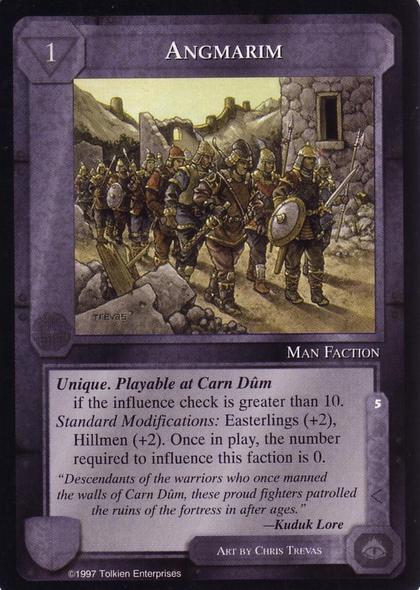 1
ANGMARIM
TREVAS
MAN FACTION
Unique. Playable at Carn Dûm
if the influence check is greater than 10.
5
Standard Modifications: Easterlings (+2),
Hillmen (+2). Once in play, the number
required to influence this faction is 0.
“Descendants of the warriors who once manned
the walls of Carn Dûm, these proud fighters patrolled
the ruins of the fortress in after ages.”
—Kuduk Lore
ART BY CHRIS TREVAS
©1997 Tolkien Enterprises